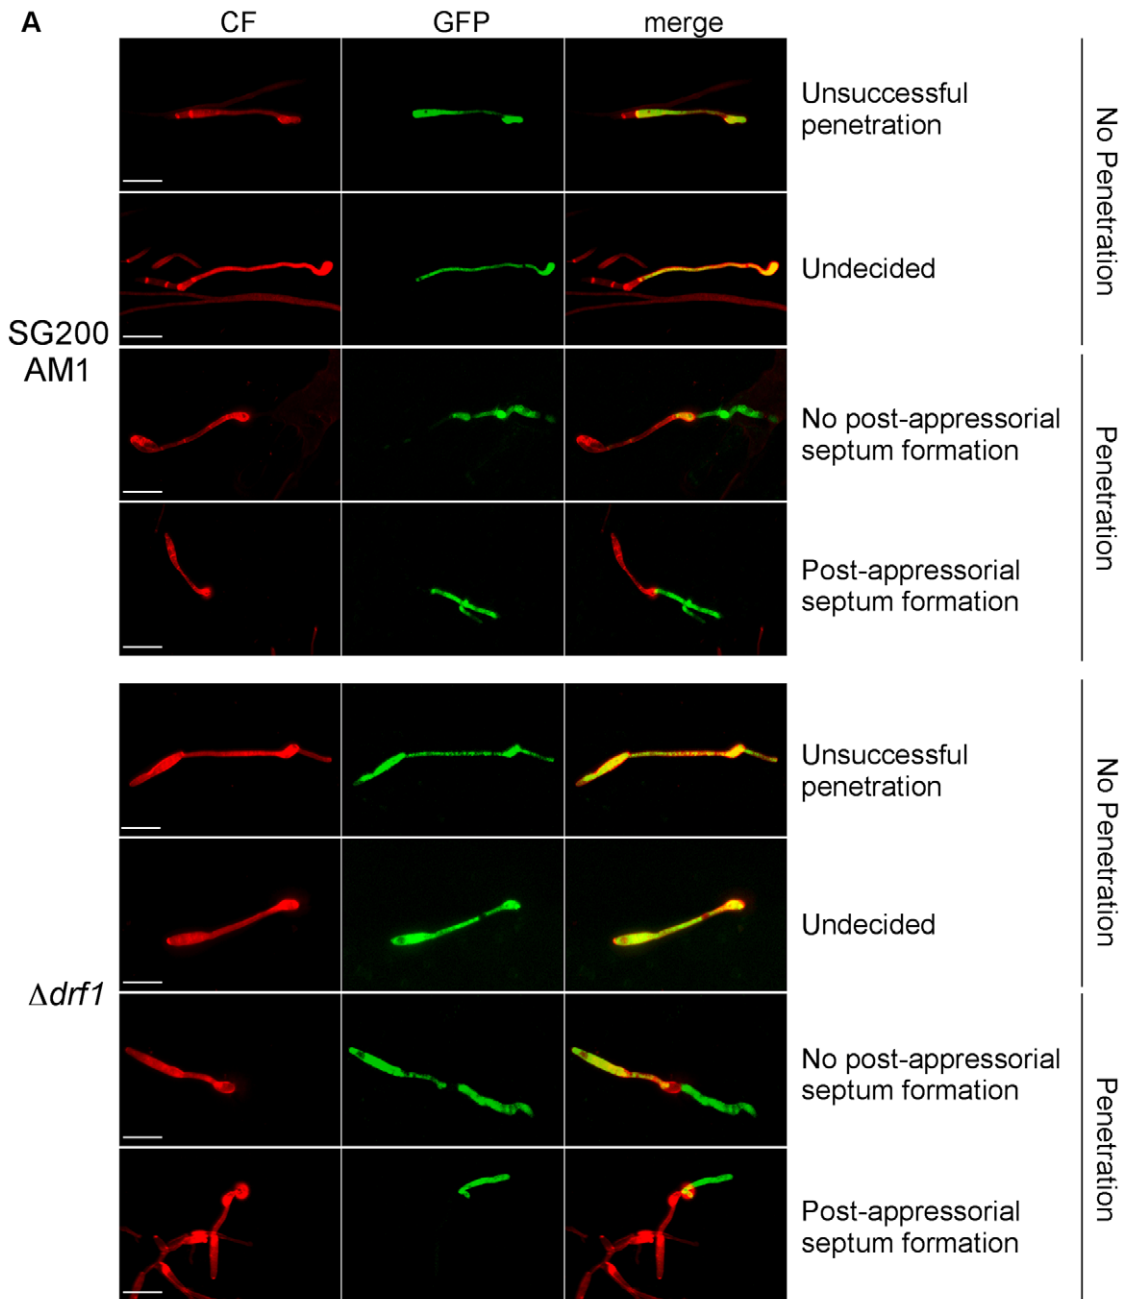 A
CF GFP merge
Unsuccessful
penetration
Undecided
No Penetration
SG200
AM1
No post-appressorial
septum formation
Post-appressorial
septum formation
Penetration
Unsuccessful
penetration
Undecided
No Penetration
Δdrf1
No post-appressorial
septum formation
Post-appressorial
septum formation
Penetration